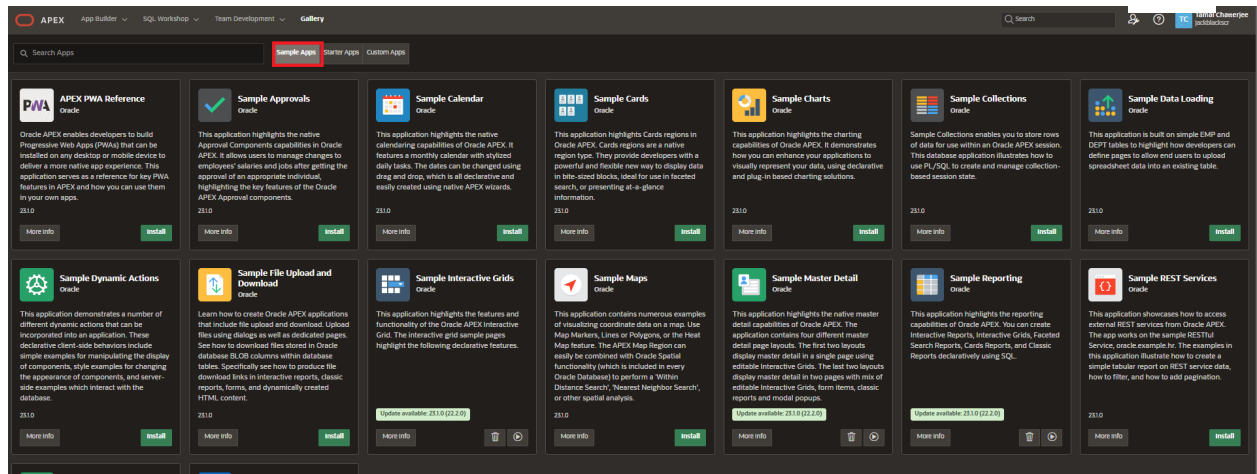 APEX App Builder SQL Workshop Team Development Gallery Search TC Tamal Chawerjee
jackblackscr
Search Apps Sample Apps Starter Apps Custom Apps
PWA APEX PWA Reference
Oracle
Oracle APEX enables developers to build
Progressive Web Apps (PWAs) that can be
installed on any desktop or mobile device to
deliver a more native app experience. This
application serves as a reference for key PWA
features in APEX and how you can use them
in your own apps.
23.1.0
More Info Install
Sample Approvals
Oracle
This application highlights the native
Approval Components capabilities in Oracle
APEX. It allows users to manage changes to
employees' salaries and jobs after getting the
approval of an appropriate individual,
highlighting the key features of the Oracle
APEX Approval components.
23.1.0
More Info Install
Sample Calendar
Oracle
This application highlights the native
calendaring capabilities of Oracle APEX. It
features a monthly calendar with stylized
daily tasks. The dates can be changed using
drag and drop, which is all declarative and
easily created using native APEX wizards.
23.1.0
More Info Install
Sample Cards
Oracle
This application highlights Cards regions in
Oracle APEX. Cards regions are a native
region type. They provide developers with a
powerful and flexible new way to display data
in bite-sized blocks, ideal for use in faceted
search, or presenting at-a-glance
information.
23.1.0
More Info Install
Sample Charts
Oracle
This application highlights the charting
capabilities of Oracle APEX. It demonstrates
how you can enhance your applications to
visually represent your data, using declarative
and plug-in based charting solutions.
23.1.0
More Info Install
Sample Collections
Oracle
Sample Collections enables you to store rows
of data for use within an Oracle APEX session.
This database application illustrates how to
use PL/SQL to create and manage collection-
based session state.
23.1.0
More Info Install
Sample Data Loading
Oracle
This application is built on simple EMP and
DEPT tables to highlight how developers can
define pages to allow end users to upload
spreadsheet data into an existing table.
23.1.0
More Info Install
Sample Dynamic Actions
Oracle
This application demonstrates a number of
different dynamic actions that can be
incorporated into an application. These
declarative client-side behaviors include
simple examples for manipulating the display
of components, style examples for changing
the appearance of components, and server-
side examples which interact with the
database.
23.1.0
More Info Install
Sample File Upload and
Download
Oracle
Learn how to create Oracle APEX applications
that include file upload and download. Upload
files using dialogs as well as dedicated pages.
See how to download files stored in Oracle
database BLOB columns within database
tables. Specifically see how to produce file
download links in interactive reports, classic
reports, forms, and dynamically created
HTML content.
23.1.0
More Info Install
Sample Interactive Grids
Oracle
This application highlights the features and
functionality of the Oracle APEX Interactive
Grid. The interactive grid sample pages
highlight the following declarative features.
Update available: 23.1.0 (22.2.0)
More Info
Sample Maps
Oracle
This application contains numerous examples
of visualizing coordinate data on a map. Use
Map Markers, Lines or Polygons, or the Heat
Map feature. The APEX Map Region can
easily be combined with Oracle Spatial
functionality (which is included in every
Oracle Database) to perform a 'Within
Distance Search', 'Nearest Neighbor Search',
or other spatial analysis.
23.1.0
More Info Install
Sample Master Detail
Oracle
This application highlights the native master
detail capabilities of Oracle APEX. The
application contains four different master
detail page layouts. The first two layouts
display master detail in a single page using
editable Interactive Grids. The last two layouts
display master detail in two pages with mix of
editable Interactive Grids, form items, classic
reports and modal popups.
Update available: 23.1.0 (22.2.0)
More Info
Sample Reporting
Oracle
This application highlights the reporting
capabilities of Oracle APEX. You can create
Interactive Reports, Interactive Grids, Faceted
Search Reports, Cards Reports, and Classic
Reports declaratively using SQL.
Update available: 23.1.0 (22.2.0)
More Info
Sample REST Services
Oracle
This application showcases how to access
external REST services from Oracle APEX.
The app works on the sample RESTful
Service, oracle.example.hr. The examples in
this application illustrate how to create a
simple tabular report on REST service data,
how to filter, and how to add pagination.
23.1.0
More Info Install